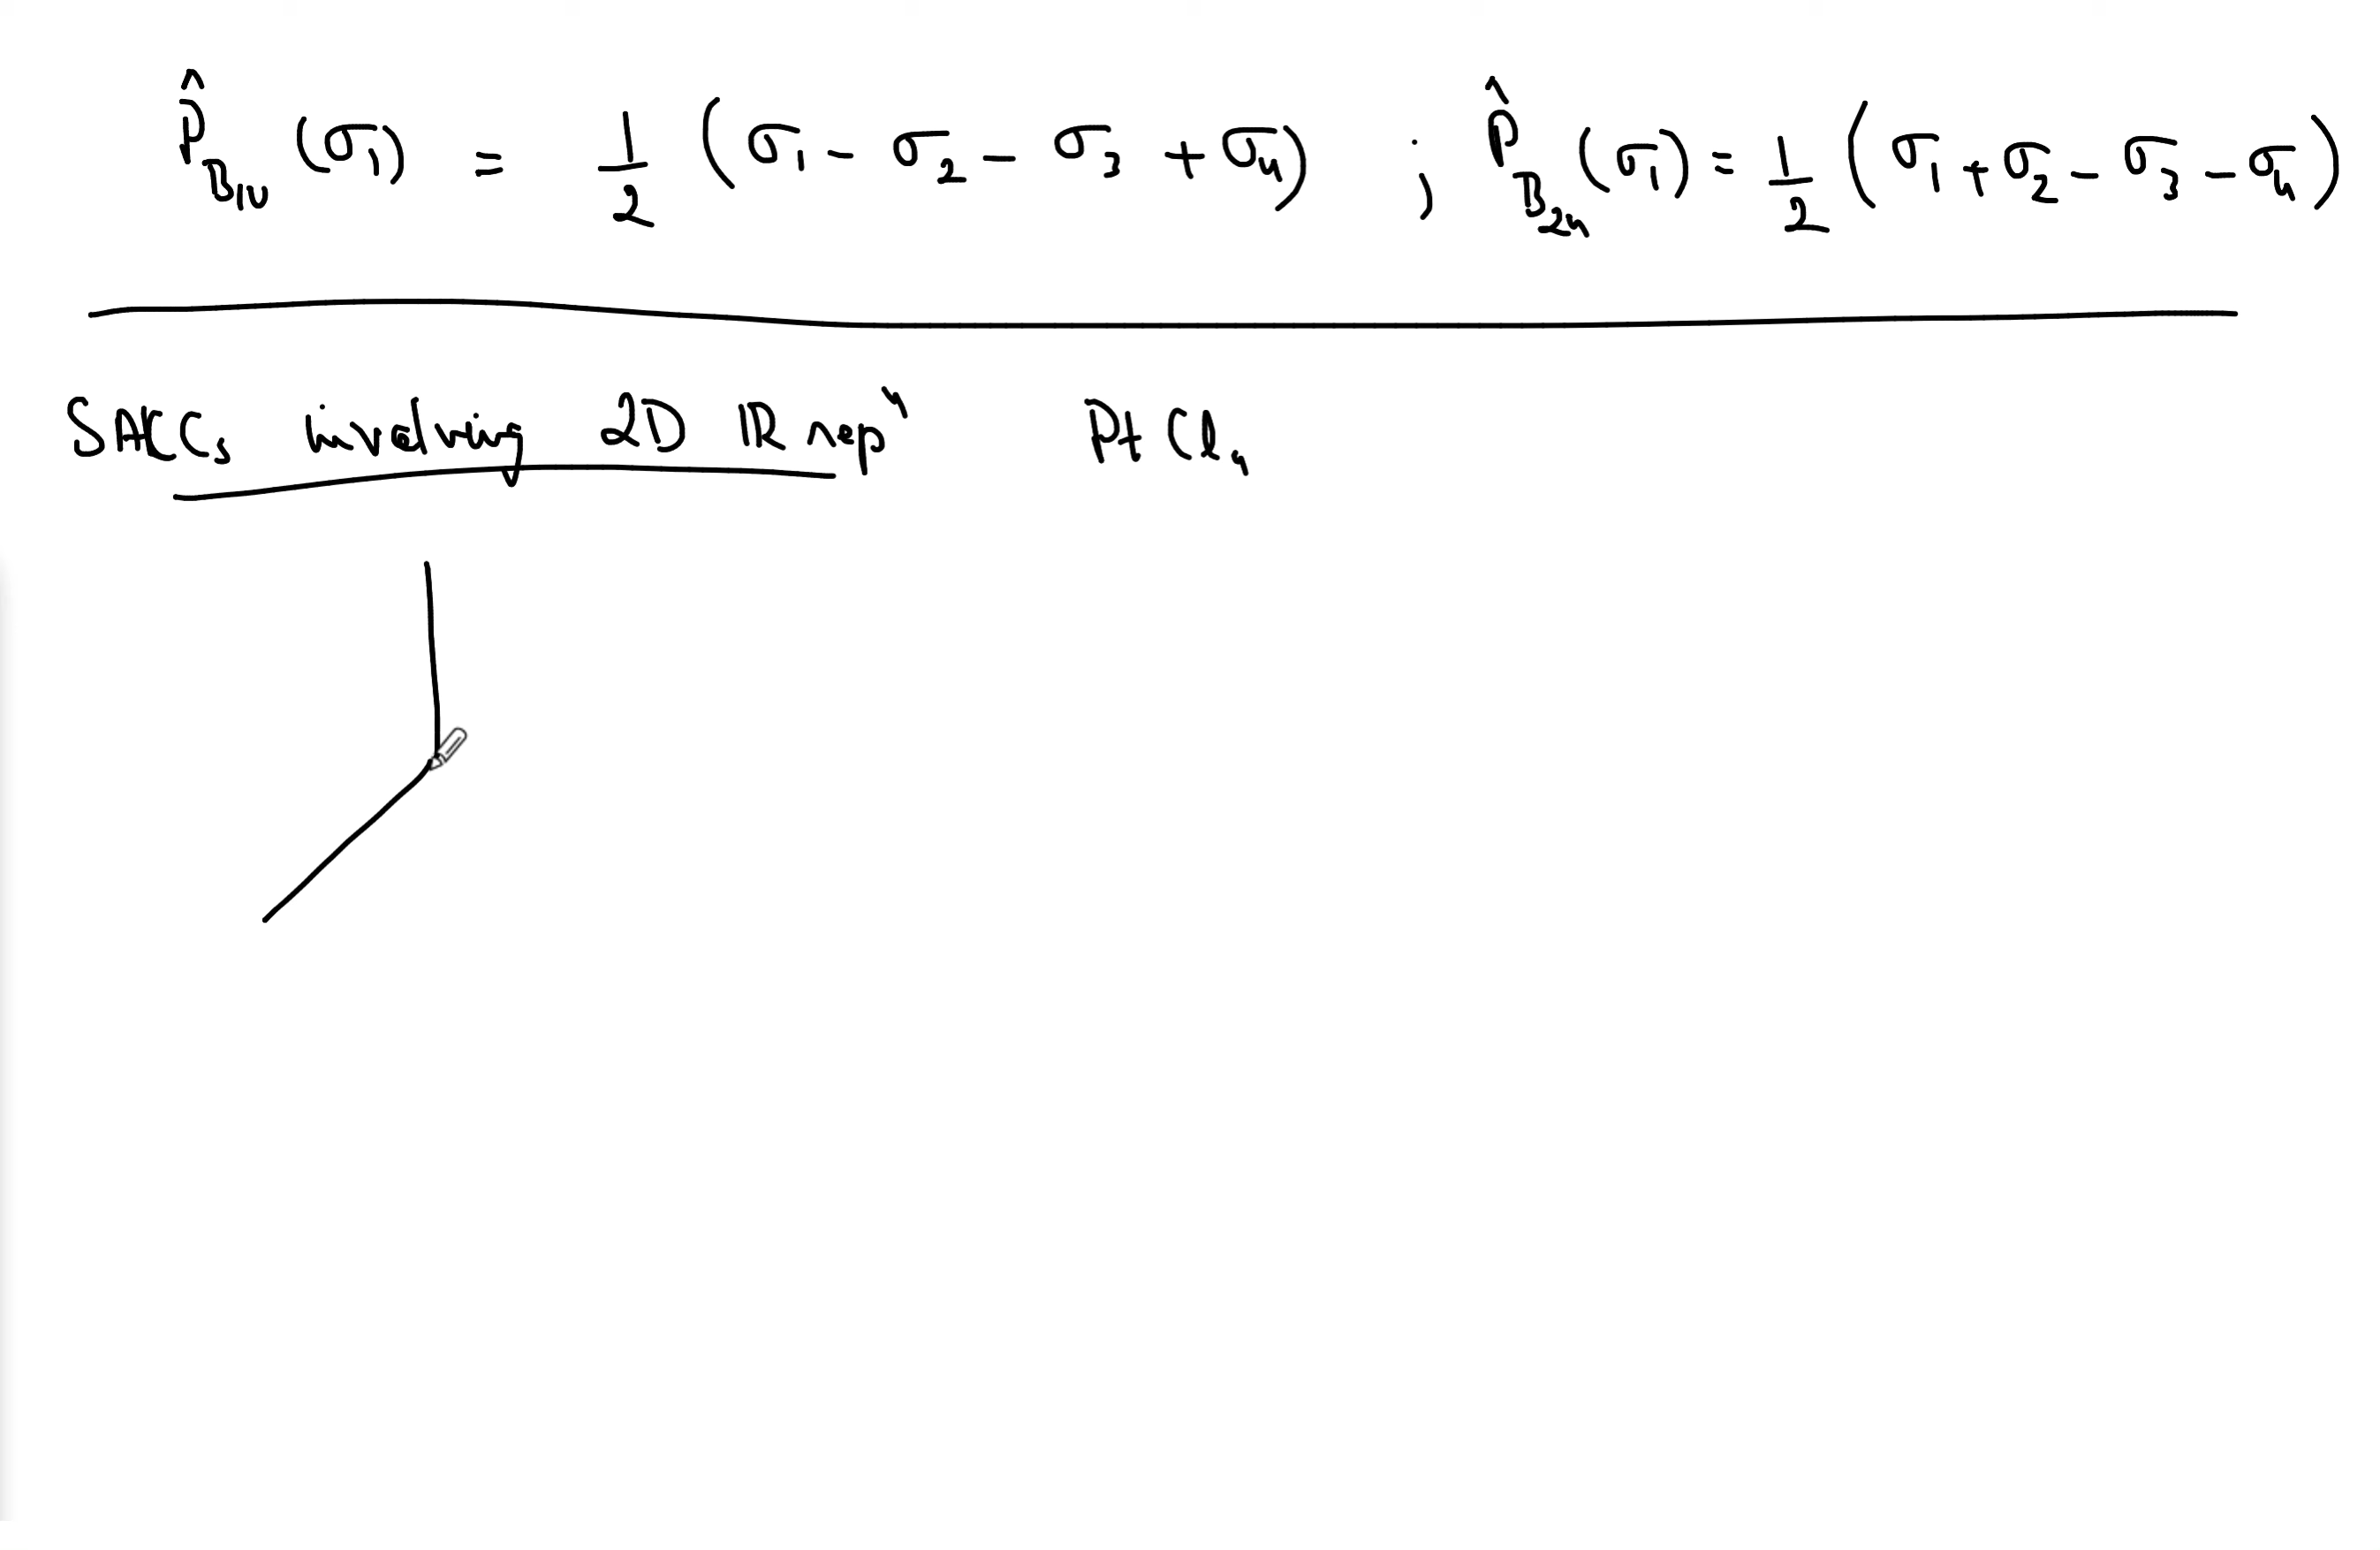 P̂_{B1u} (σ1) = 1/2 (σ1 - σ2 - σ3 + σ4) ; P̂_{B2u} (σ1) = 1/2 (σ1 + σ2 - σ3 - σ4)
SALCs involving 2D IR repⁿ PtCl4